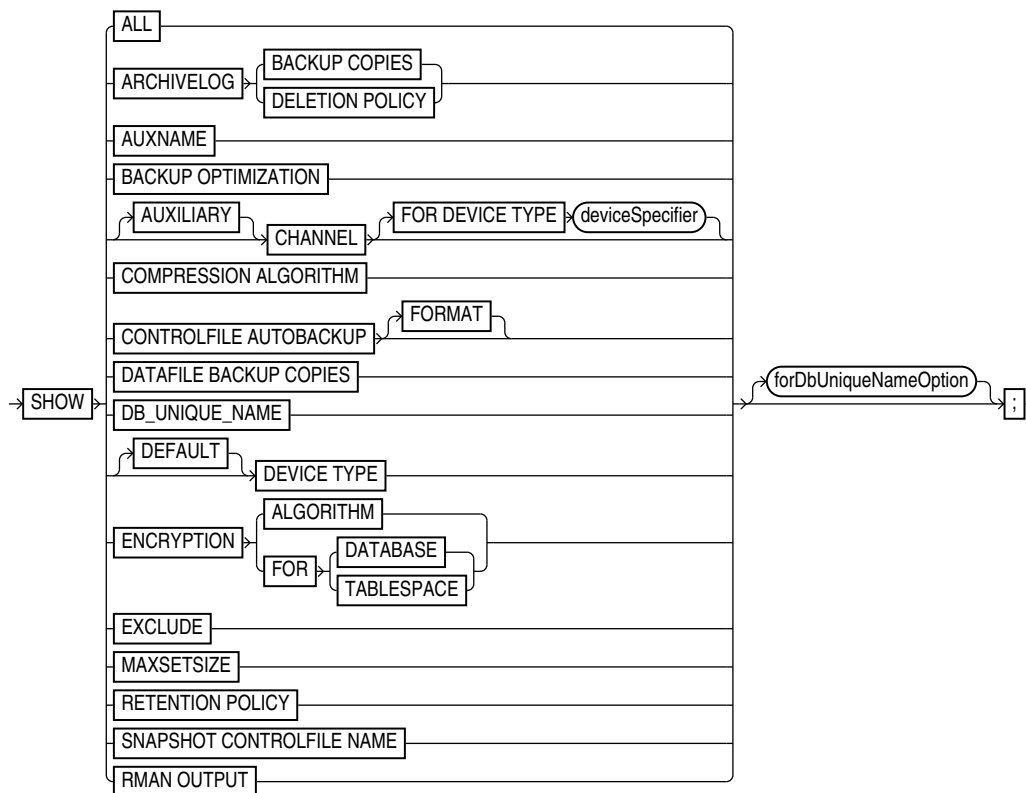 ALL
ARCHIVELOG
BACKUP COPIES
DELETION POLICY
AUXNAME
BACKUP OPTIMIZATION
AUXILIARY
CHANNEL
FOR DEVICE TYPE
deviceSpecifier
COMPRESSION ALGORITHM
CONTROLFILE AUTOBACKUP
FORMAT
DATAFILE BACKUP COPIES
SHOW
DB_UNIQUE_NAME
forDbUniqueNameOption
;
DEFAULT
DEVICE TYPE
ENCRYPTION
ALGORITHM
FOR
DATABASE
TABLESPACE
EXCLUDE
MAXSETSIZE
RETENTION POLICY
SNAPSHOT CONTROLFILE NAME
RMAN OUTPUT